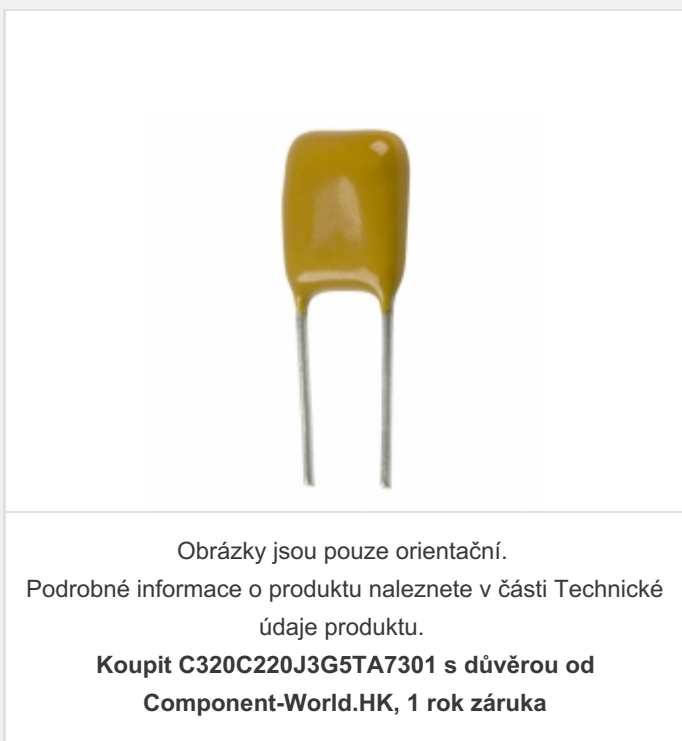 Obrázky jsou pouze orientační.
Podrobné informace o produktu naleznete v části Technické
údaje produktu.
Koupit C320C220J3G5TA7301 s důvěrou od
Component-World.HK, 1 rok záruka